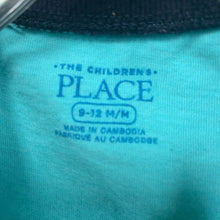 • THE CHILDREN'S •
PLACE
9-12 M/M
MADE IN CAMBODIA
FABRIQUÉ AU CAMBODGE